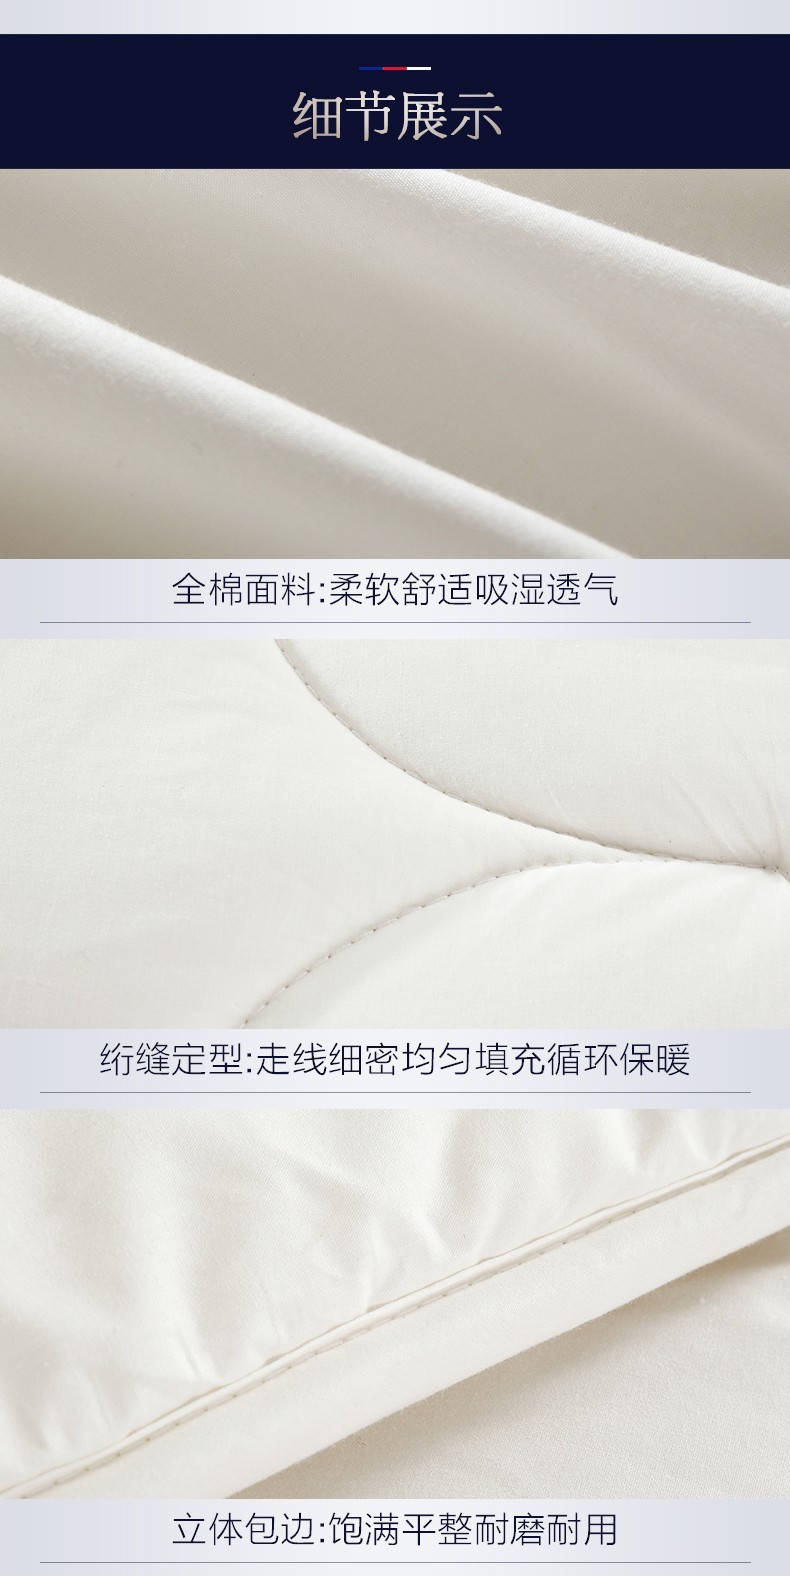 细节展示
全棉面料:柔软舒适吸湿透气
绗缝定型:走线细密均匀填充循环保暖
立体包边:饱满平整耐磨耐用